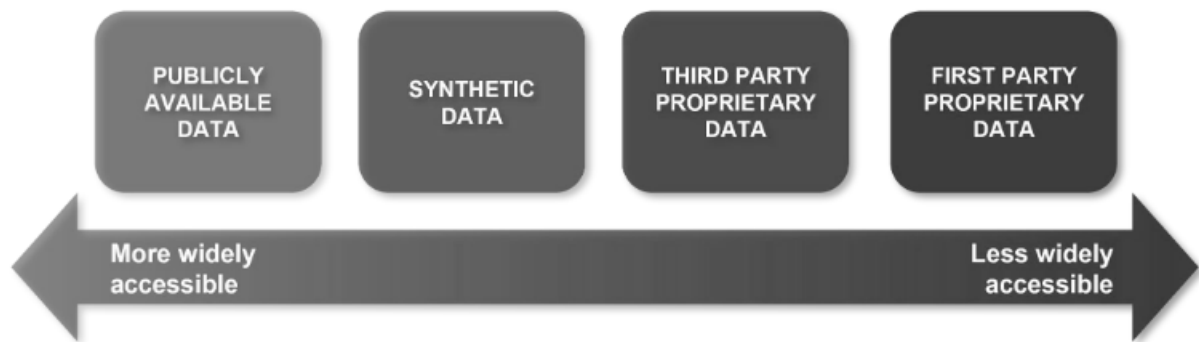 PUBLICLY
AVAILABLE
DATA
SYNTHETIC
DATA
THIRD PARTY
PROPRIETARY
DATA
FIRST PARTY
PROPRIETARY
DATA
More widely
accessible
Less widely
accessible